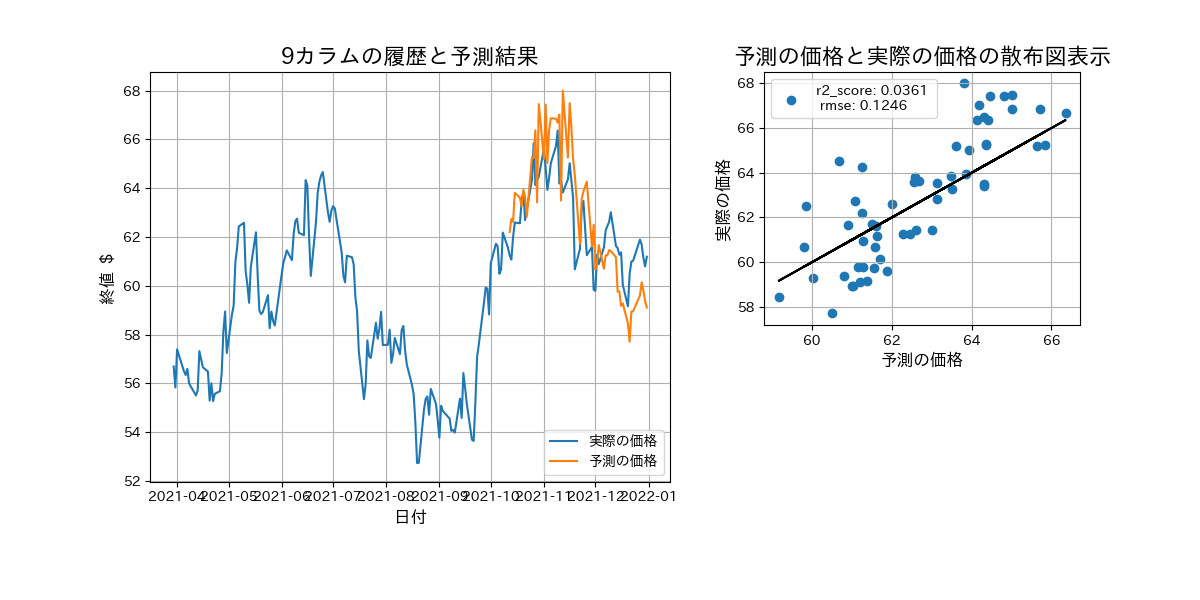 9カラムの履歴と予測結果
終値 $
68
66
64
62
60
58
56
54
52
2021-04
2021-05
2021-06
2021-07
2021-08
2021-09
2021-10
2021-11
2021-12
2022-01
日付
実際の価格
予測の価格
予測の価格と実際の価格の散布図表示
実際の価格
68
66
64
62
60
58
r2_score: 0.0361
rmse: 0.1246
60
62
64
66
予測の価格